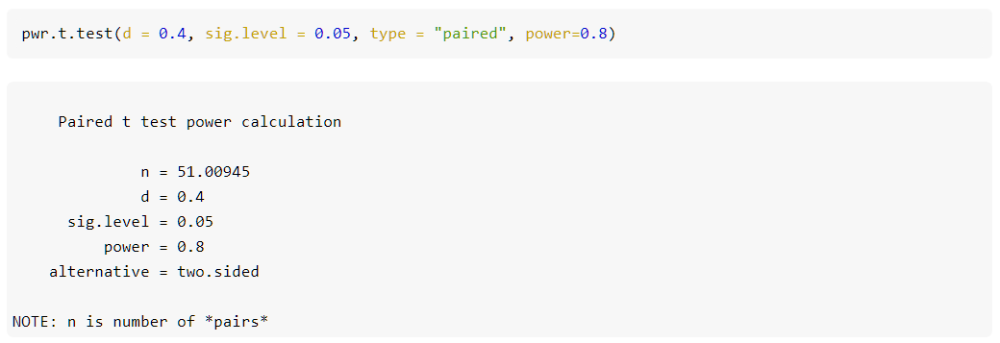 pwr.t.test(d = 0.4, sig.level = 0.05, type = "paired", power=0.8)
Paired t test power calculation
n = 51.00945
d = 0.4
sig.level = 0.05
power = 0.8
alternative = two.sided
NOTE: n is number of *pairs*